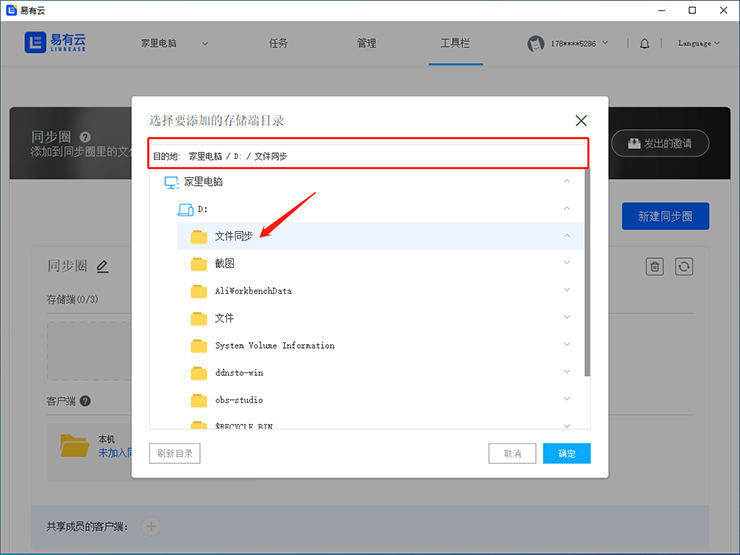 易有云
易有云
LINKEASE
家里电脑
任务
管理
工具栏
178****5286
Language
同步圈
添加到同步圈里的文
发出的邀请
新建同步圈
选择要添加的存储端目录
目的地: 家里电脑 / D: / 文件同步
家里电脑
D:
文件同步
截图
AliWorkbenchData
文件
System Volume Information
ddnsto-win
obs-studio
$RECYCLE.BIN
刷新目录
取消
确定
同步圈
存储端(0/3)
客户端
本机
未加入同
共享成员的客户端: